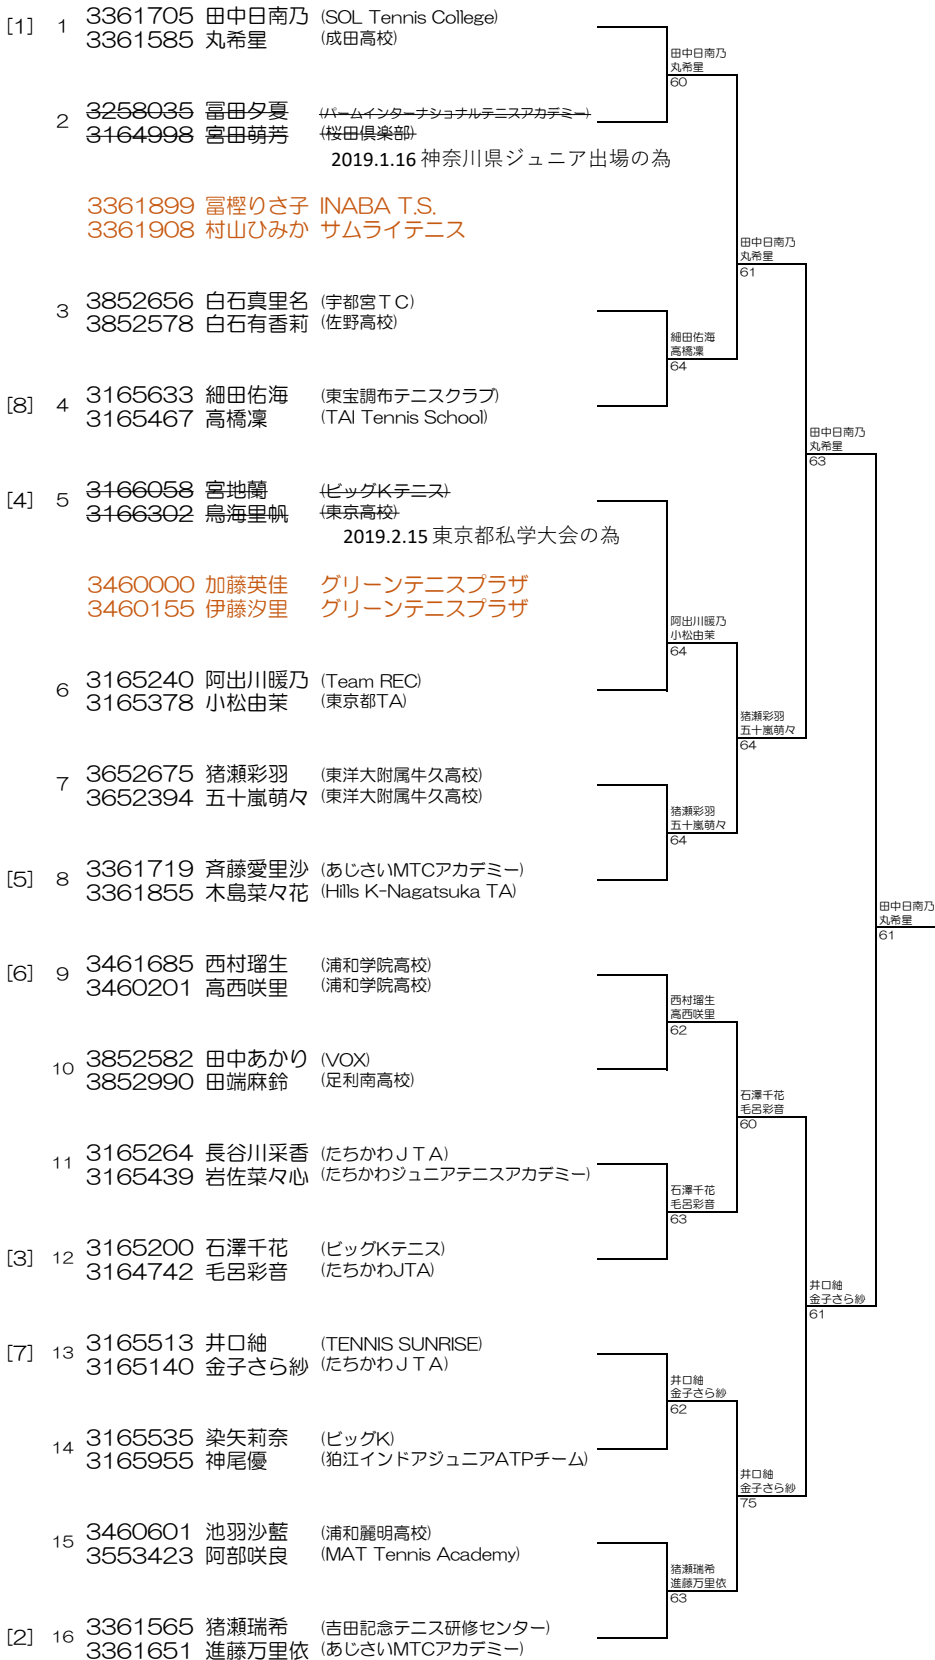 [1] 1 3361705 田中日南乃 (SOL Tennis College)
3361585 丸希星 (成田高校)
田中日南乃
丸希星
60
2 3258035 冨田夕夏 (パームインターナショナルテニスアカデミー)
3164998 宮田萌芳 (桜田倶楽部)
2019.1.16 神奈川県ジュニア出場の為
3361899 冨樫りさ子 INABA T.S.
3361908 村山ひみか サムライテニス
田中日南乃
丸希星
61
3 3852656 白石真里名 (宇都宮ＴＣ)
3852578 白石有香莉 (佐野高校)
細田佑海
高橋凜
64
[8] 4 3165633 細田佑海 (東宝調布テニスクラブ)
3165467 高橋凜 (TAI Tennis School)
田中日南乃
丸希星
63
[4] 5 3166058 宮地蘭 (ビッグKテニス)
3166302 鳥海里帆 (東京高校)
2019.2.15 東京都私学大会の為
3460000 加藤英佳 グリーンテニスプラザ
3460155 伊藤汐里 グリーンテニスプラザ
阿出川暖乃
小松由茉
64
6 3165240 阿出川暖乃 (Team REC)
3165378 小松由茉 (東京都TA)
猪瀬彩羽
五十嵐萌々
64
7 3652675 猪瀬彩羽 (東洋大附属牛久高校)
3652394 五十嵐萌々 (東洋大附属牛久高校)
猪瀬彩羽
五十嵐萌々
64
[5] 8 3361719 斉藤愛里沙 (あじさいMTCアカデミー)
3361855 木島菜々花 (Hills K-Nagatsuka TA)
田中日南乃
丸希星
61
[6] 9 3461685 西村瑠生 (浦和学院高校)
3460201 高西咲里 (浦和学院高校)
西村瑠生
高西咲里
62
10 3852582 田中あかり (VOX)
3852990 田端麻鈴 (足利南高校)
石澤千花
毛呂彩音
60
11 3165264 長谷川采香 (たちかわＪＴＡ)
3165439 岩佐菜々心 (たちかわジュニアテニスアカデミー)
石澤千花
毛呂彩音
63
[3] 12 3165200 石澤千花 (ビッグKテニス)
3164742 毛呂彩音 (たちかわJTA)
井口紬
金子さら紗
61
[7] 13 3165513 井口紬 (TENNIS SUNRISE)
3165140 金子さら紗 (たちかわＪＴＡ)
井口紬
金子さら紗
62
14 3165535 染矢莉奈 (ビッグK)
3165955 神尾優 (狛江インドアジュニアATPチーム)
井口紬
金子さら紗
75
15 3460601 池羽沙藍 (浦和麗明高校)
3553423 阿部咲良 (MAT Tennis Academy)
猪瀬瑞希
進藤万里依
63
[2] 16 3361565 猪瀬瑞希 (吉田記念テニス研修センター)
3361651 進藤万里依 (あじさいMTCアカデミー)